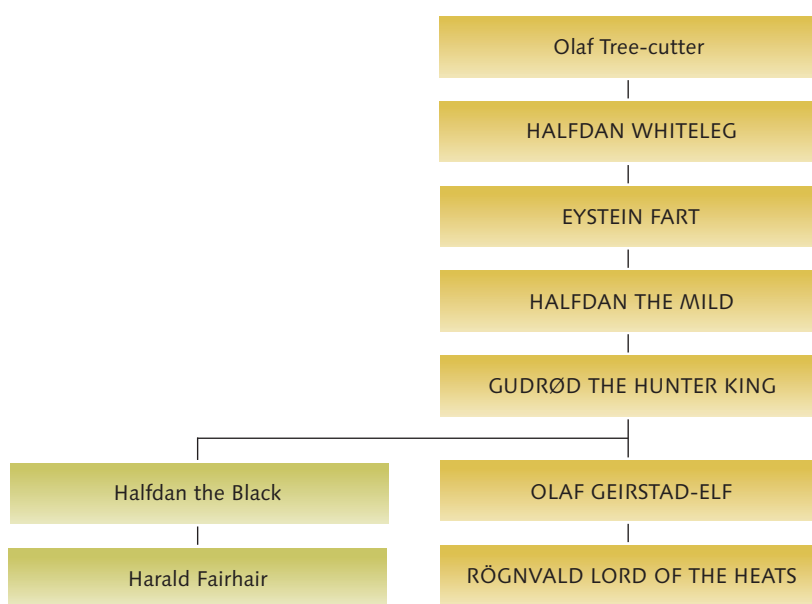 Olaf Tree-cutter
HALFDAN WHITELEG
EYSTEIN FART
HALFDAN THE MILD
GUDRØD THE HUNTER KING
Halfdan the Black
OLAF GEIRSTAD-ELF
Harald Fairhair
RÖGNVALD LORD OF THE HEATS